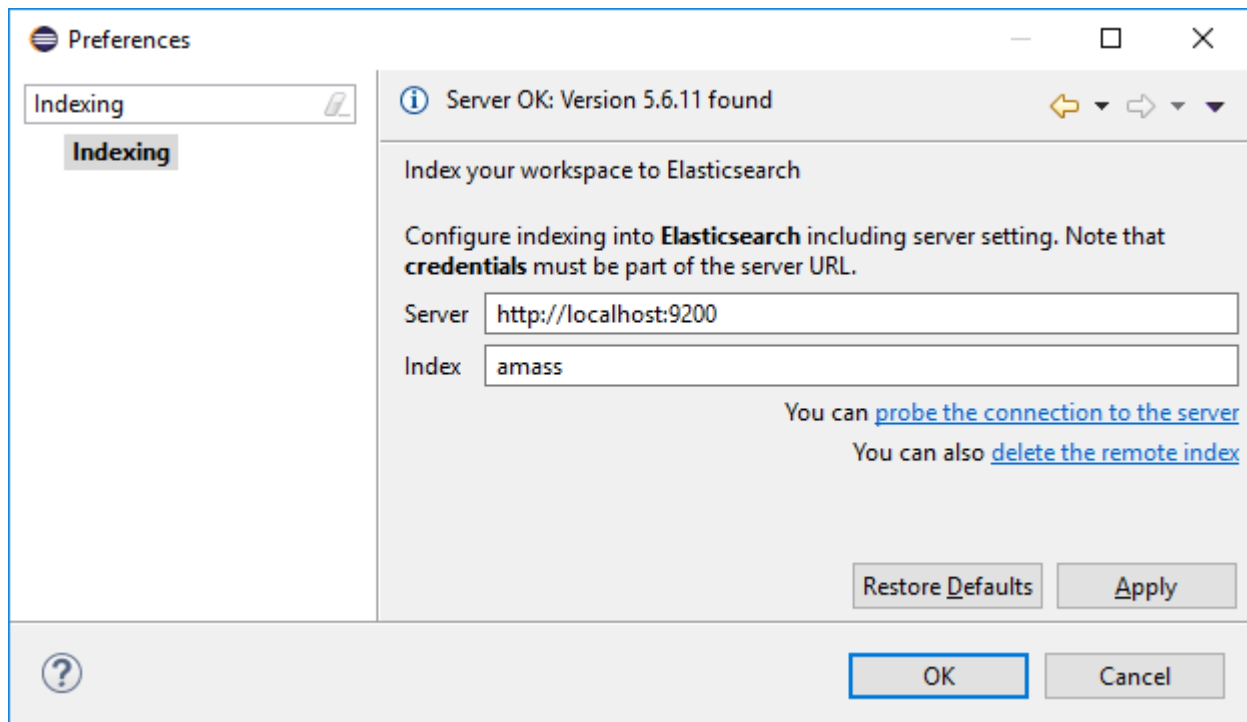 Preferences
Indexing
Indexing
Server OK: Version 5.6.11 found
Index your workspace to Elasticsearch
Configure indexing into Elasticsearch including server setting. Note that
credentials must be part of the server URL.
Server http://localhost:9200
Index amass
You can probe the connection to the server
You can also delete the remote index
Restore Defaults Apply
? OK Cancel